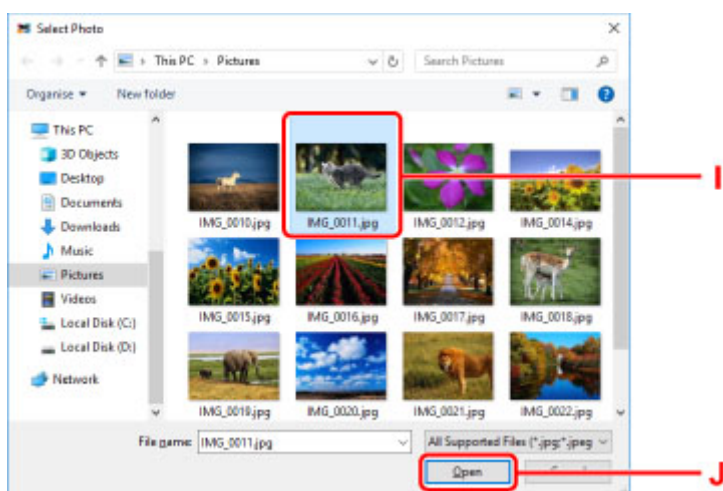 Select Photo
This PC › Pictures
Search Pictures
Organise
New folder
This PC
3D Objects
Desktop
Documents
Downloads
Music
Pictures
Videos
Local Disk (C:)
Local Disk (D:)
Network
IMG_0010.jpg IMG_0011.jpg IMG_0012.jpg IMG_0014.jpg
I
IMG_0015.jpg IMG_0016.jpg IMG_0017.jpg IMG_0018.jpg
IMG_0019.jpg IMG_0020.jpg IMG_0021.jpg IMG_0022.jpg
File name: IMG_0011.jpg All Supported Files (*.jpg;*.jpeg
Open
J